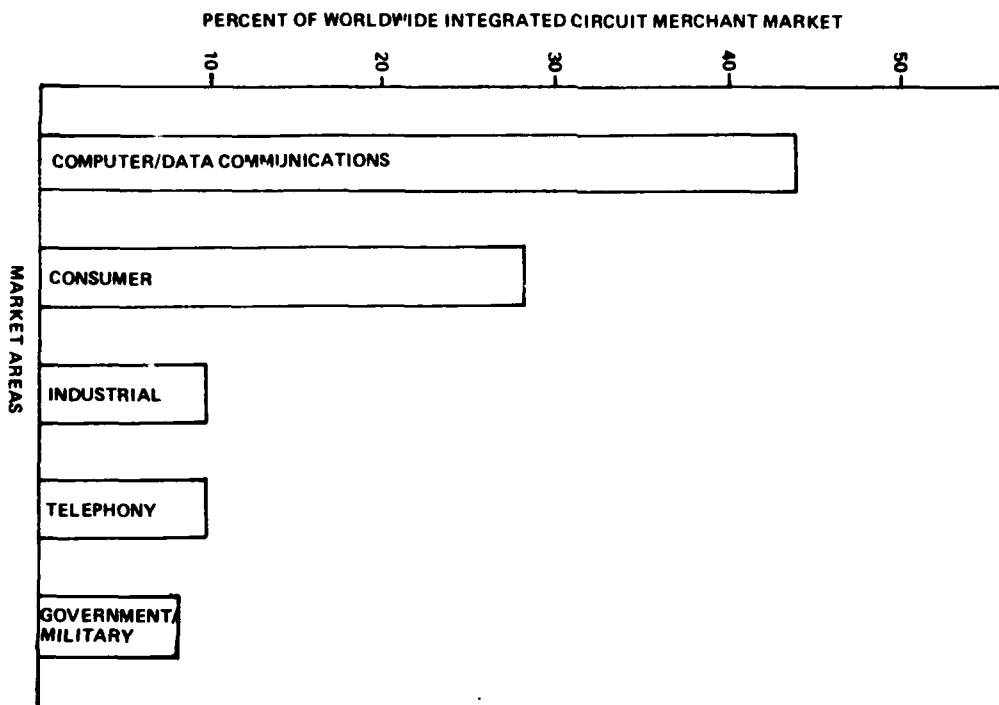 PERCENT OF WORLDWIDE INTEGRATED CIRCUIT MERCHANT MARKET
10
20
30
40
50
COMPUTER/DATA COMMUNICATIONS
CONSUMER
INDUSTRIAL
TELEPHONY
GOVERNMENT/
MILITARY
MARKET AREAS